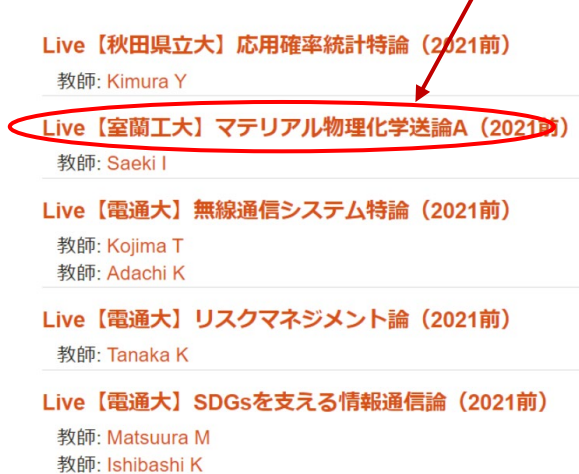 Live【秋田県立大】応用確率統計特論（2021前）
教師: Kimura Y
Live【室蘭工大】マテリアル物理化学送論A（2021前）
教師: Saeki I
Live【電通大】無線通信システム特論（2021前）
教師: Kojima T
教師: Adachi K
Live【電通大】リスクマネジメント論（2021前）
教師: Tanaka K
Live【電通大】SDGsを支える情報通信論（2021前）
教師: Matsuura M
教師: Ishibashi K